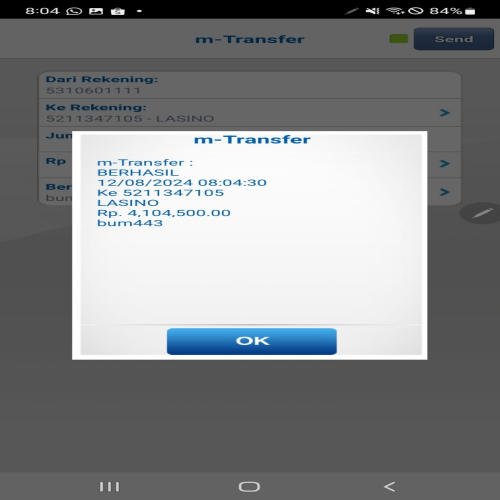 8:04 84%
m-Transfer
Send
Dari Rekening:
5310601111
Ke Rekening:
5211347105 - LASINO
Jum
Rp
Ber
bum
m-Transfer
m-Transfer :
BERHASIL
12/08/2024 08:04:30
Ke 5211347105
LASINO
Rp. 4,104,500.00
bum443
OK